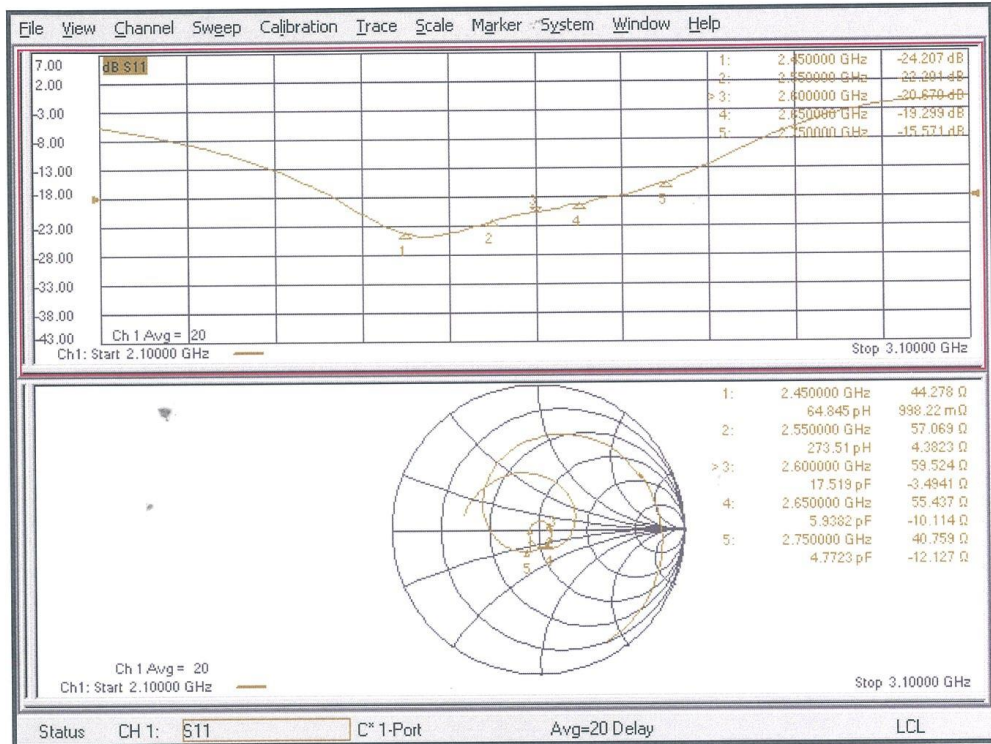 File View Channel Sweep Calibration Trace Scale Marker System Window Help
7.00
2.00
-3.00
-8.00
-13.00
-18.00
-23.00
-28.00
-33.00
-38.00
-43.00
dB S11
1: 2.450000 GHz -24.207 dB
2: 2.550000 GHz
> 3: 2.600000 GHz -20.670 dB
4: 2.650000 GHz -19.299 dB
5: 2.750000 GHz -15.571 dB
1
2
3
4
5
Ch 1 Avg = 20
Ch1: Start 2.10000 GHz
Stop 3.10000 GHz
1: 2.450000 GHz 44.278 Ω
64.845 pH 998.22 mΩ
2: 2.550000 GHz 57.069 Ω
273.51 pH 4.3823 Ω
> 3: 2.600000 GHz 59.524 Ω
17.519 pF -3.4941 Ω
4: 2.650000 GHz 55.437 Ω
5.9382 pF -10.114 Ω
5: 2.750000 GHz 40.759 Ω
4.7723 pF -12.127 Ω
5
4
Ch 1 Avg = 20
Ch1: Start 2.10000 GHz
Stop 3.10000 GHz
Status CH 1: S11 C* 1-Port Avg=20 Delay LCL